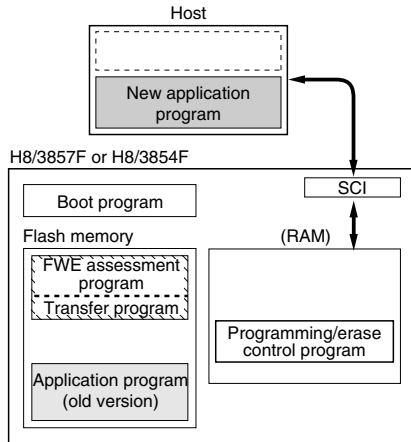 Host
New application
program
H8/3857F or H8/3854F
SCI
Boot program
Flash memory
(RAM)
FWE assessment
program
Transfer program
Programming/erase
control program
Application program
(old version)